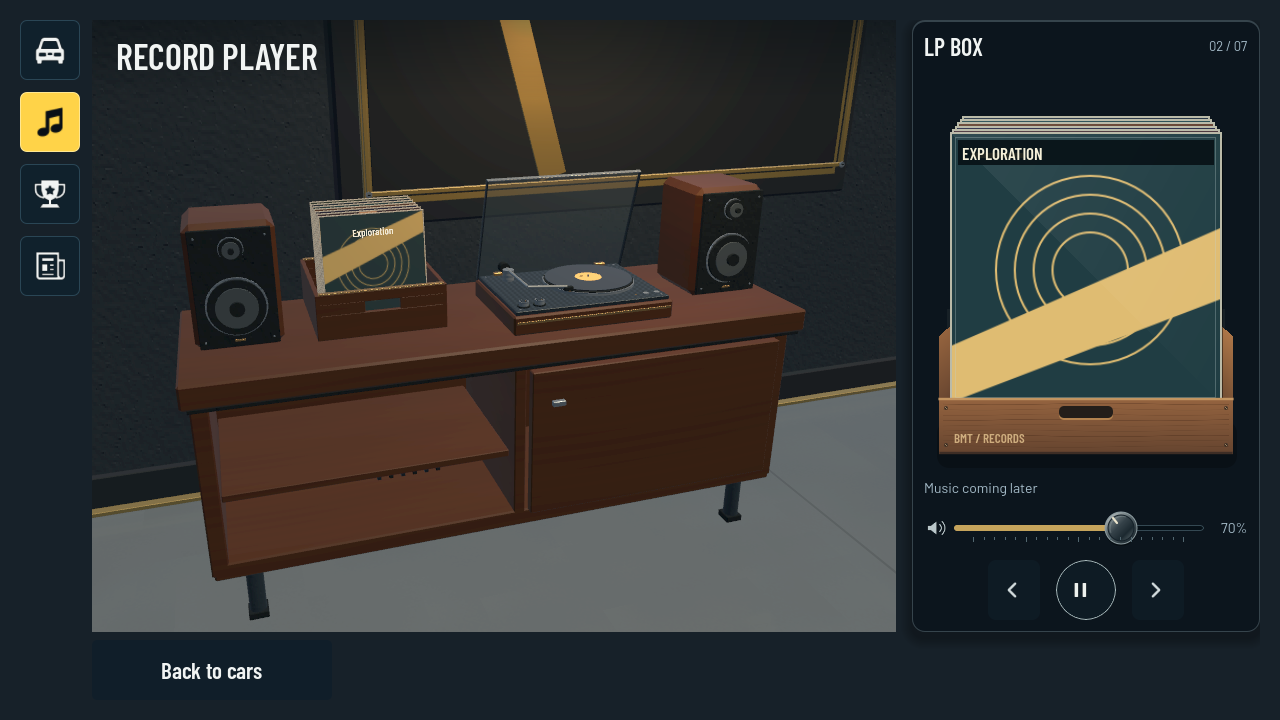 RECORD PLAYER
Exploration
LP BOX
02 / 07
EXPLORATION
BMT / RECORDS
Music coming later
70%
Back to cars